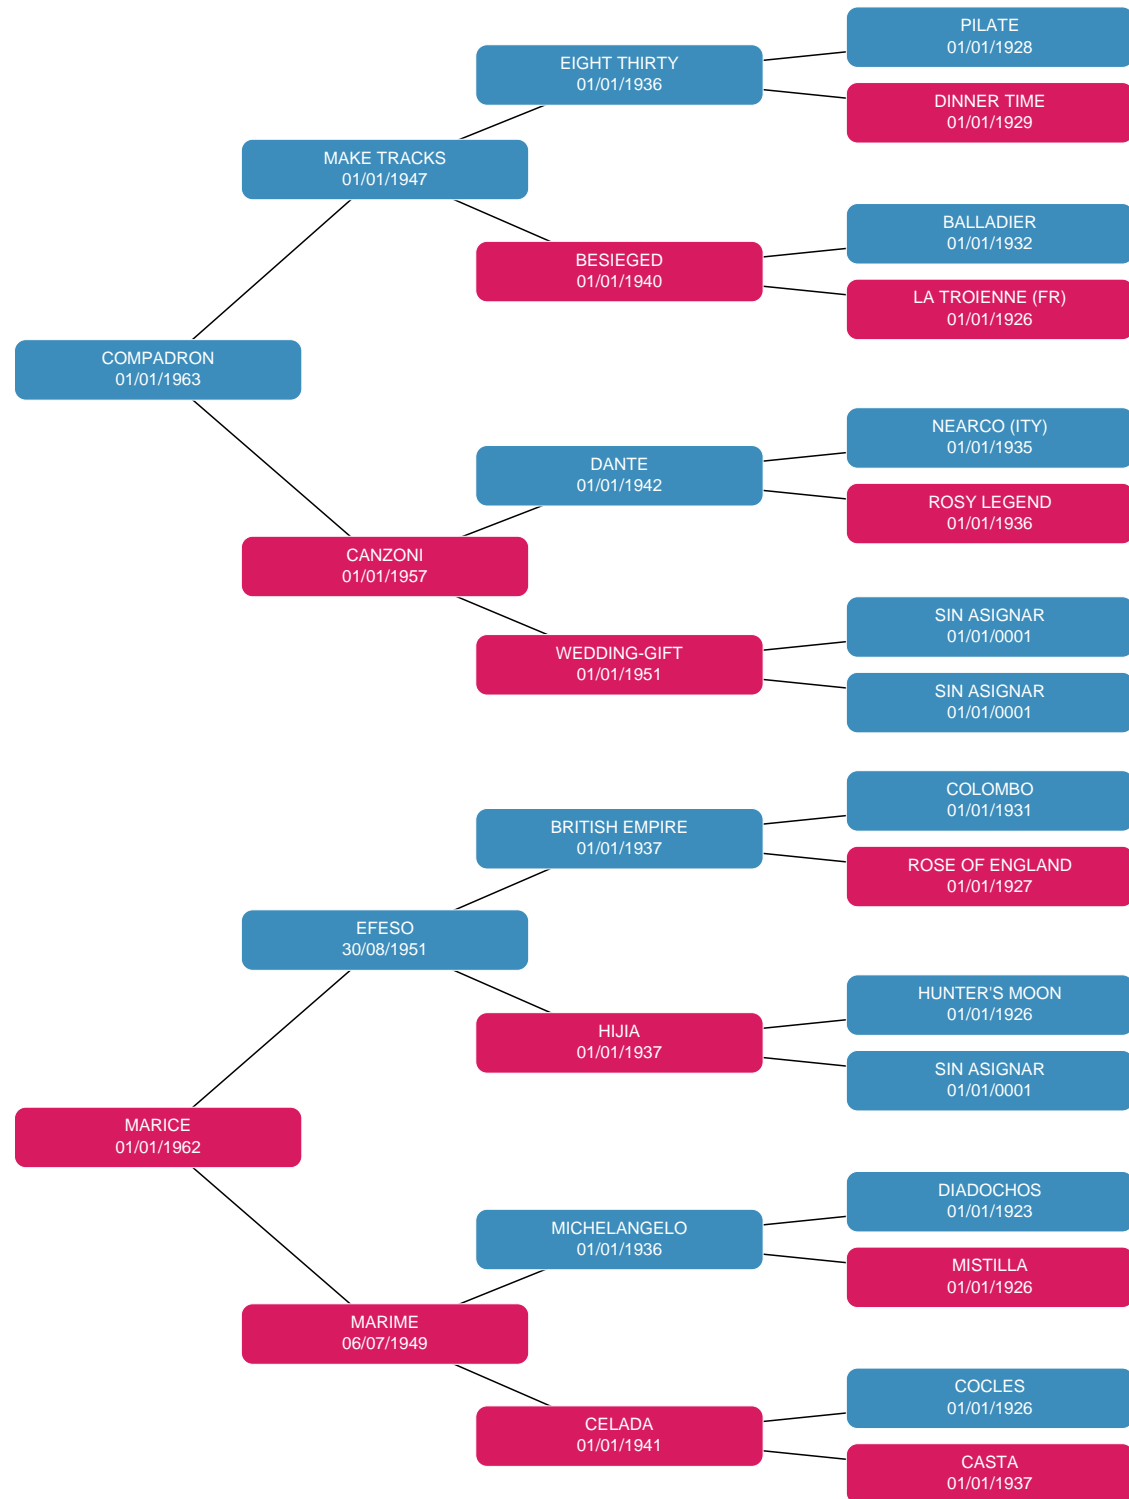 PILATE
01/01/1928
EIGHT THIRTY
01/01/1936
DINNER TIME
01/01/1929
MAKE TRACKS
01/01/1947
BALLADIER
01/01/1932
BESIEGED
01/01/1940
LA TROIENNE (FR)
01/01/1926
COMPADRON
01/01/1963
NEARCO (ITY)
01/01/1935
DANTE
01/01/1942
ROSY LEGEND
01/01/1936
CANZONI
01/01/1957
SIN ASIGNAR
01/01/0001
WEDDING-GIFT
01/01/1951
SIN ASIGNAR
01/01/0001
COLOMBO
01/01/1931
BRITISH EMPIRE
01/01/1937
ROSE OF ENGLAND
01/01/1927
EFESO
30/08/1951
HUNTER'S MOON
01/01/1926
HIJIA
01/01/1937
SIN ASIGNAR
01/01/0001
MARICE
01/01/1962
DIADOCHOS
01/01/1923
MICHELANGELO
01/01/1936
MISTILLA
01/01/1926
MARIME
06/07/1949
COCLES
01/01/1926
CELADA
01/01/1941
CASTA
01/01/1937